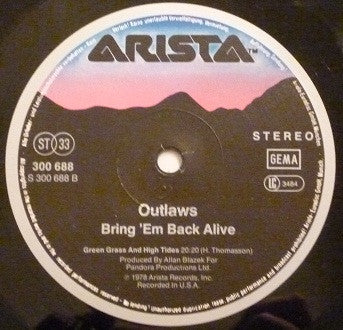 ARISTA™
ST 33
STEREO
300 688
S 300 688 B
GEMA
LC 3484
Outlaws
Bring 'Em Back Alive
Green Grass And High Tides 20:20 (H. Thomasson)
Produced By Allan Blazek For
Pandora Productions Ltd.
℗ 1978 Arista Records, Inc.
Recorded In U.S.A.